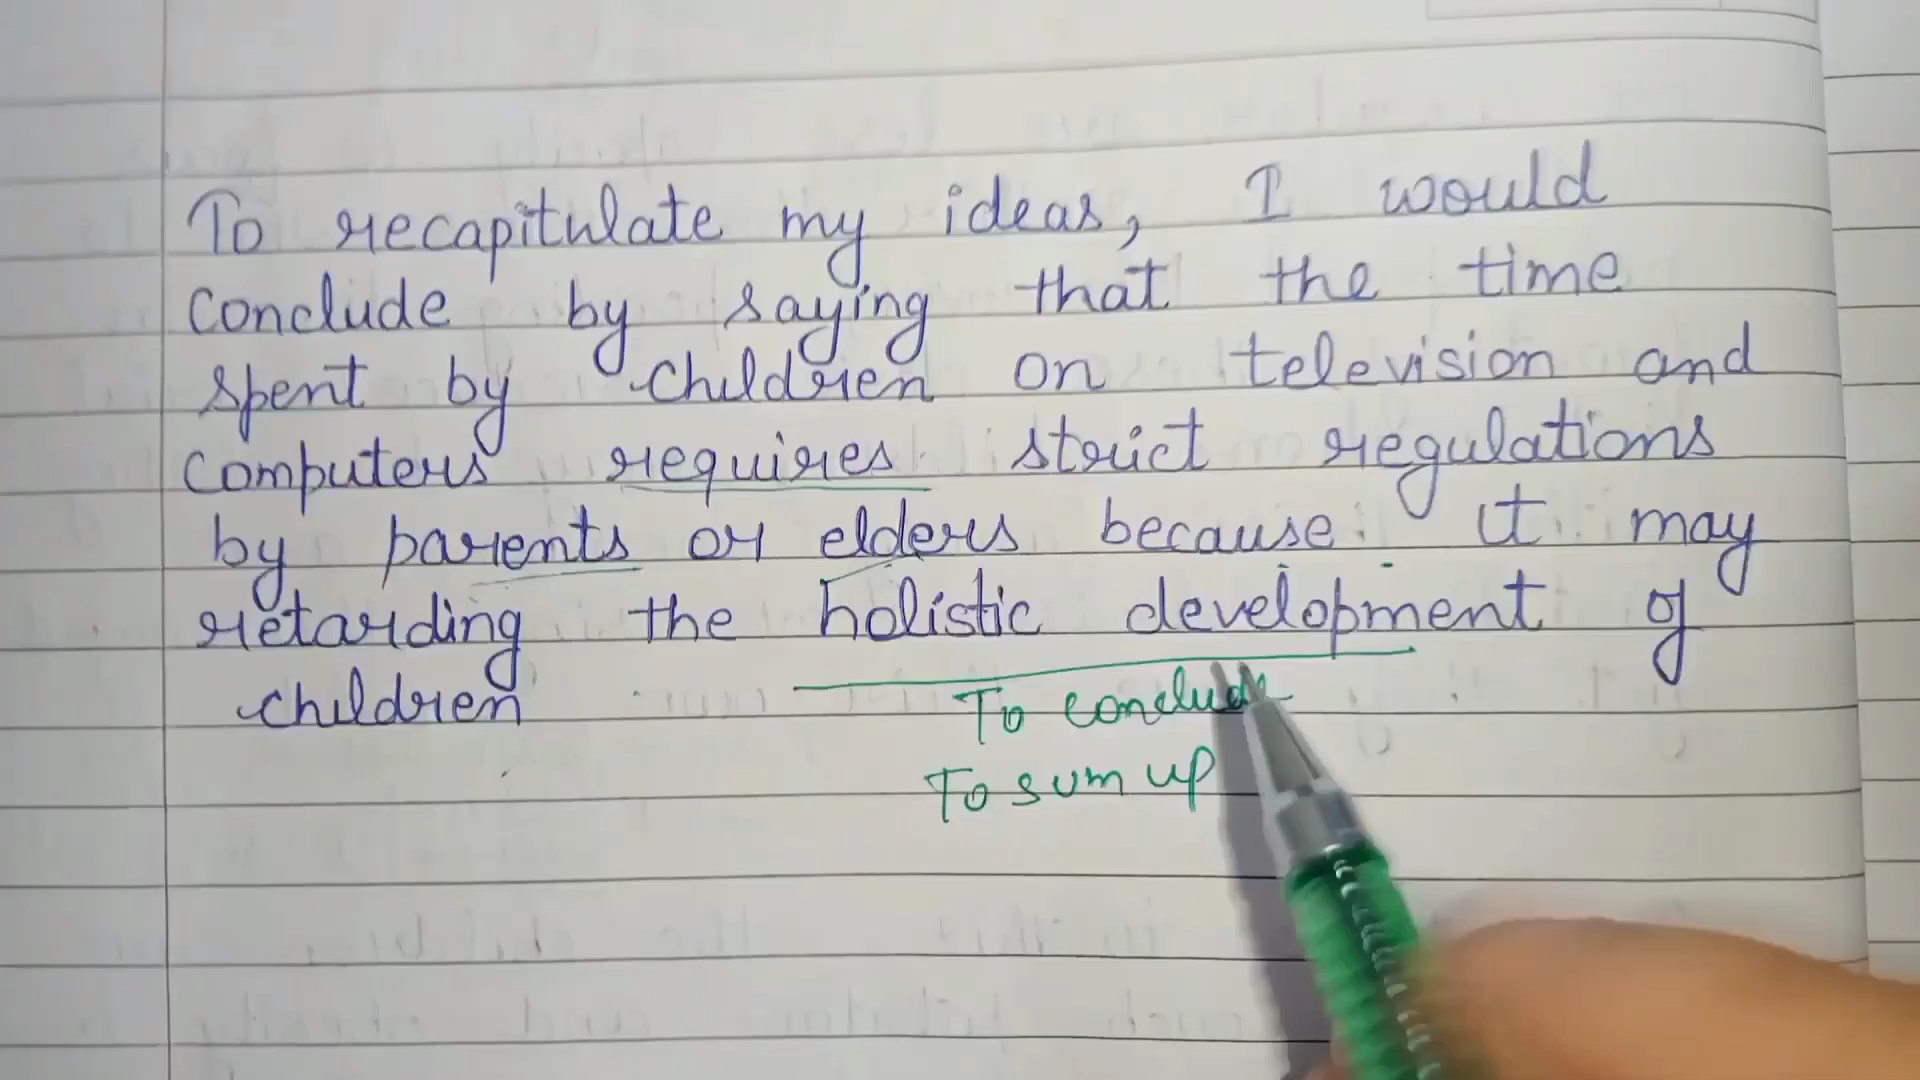 To recapitulate my ideas, I would
conclude by saying that the time
spent by children on television and
computers requires strict regulations
by parents or elders because it may
retarding the holistic development of
children
To conclude
To sum up